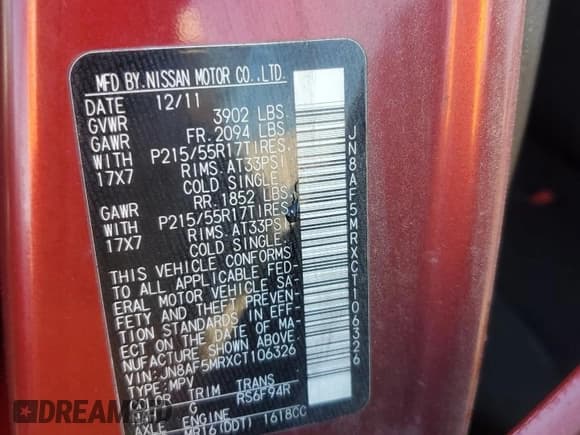 MFD BY NISSAN MOTOR CO.,LTD.
DATE 12/11
GVWR 3902 LBS
GAWR FR. 2094 LBS
WITH P215/55R17TIRES,
17X7 RIMS, AT33PSI
COLD SINGLE
GAWR RR. 1852 LBS
WITH P215/55R17TIRES,
17X7 RIMS, AT33PSI
COLD SINGLE
THIS VEHICLE CONFORMS
TO ALL APPLICABLE FED-
ERAL MOTOR VEHICLE SA-
FETY AND THEFT PREVEN-
TION STANDARDS IN EFF-
ECT ON THE DATE OF MA-
NUFACTURE SHOWN ABOVE.
VIN: JN8AF5MRXCT106326
TYPE: MPV
COLOR TRIM TRANS
G RS6F94R
AXLE ENGINE
MR16(DDT) 1618CC
JN8AF5MRXCT106326
DREAM